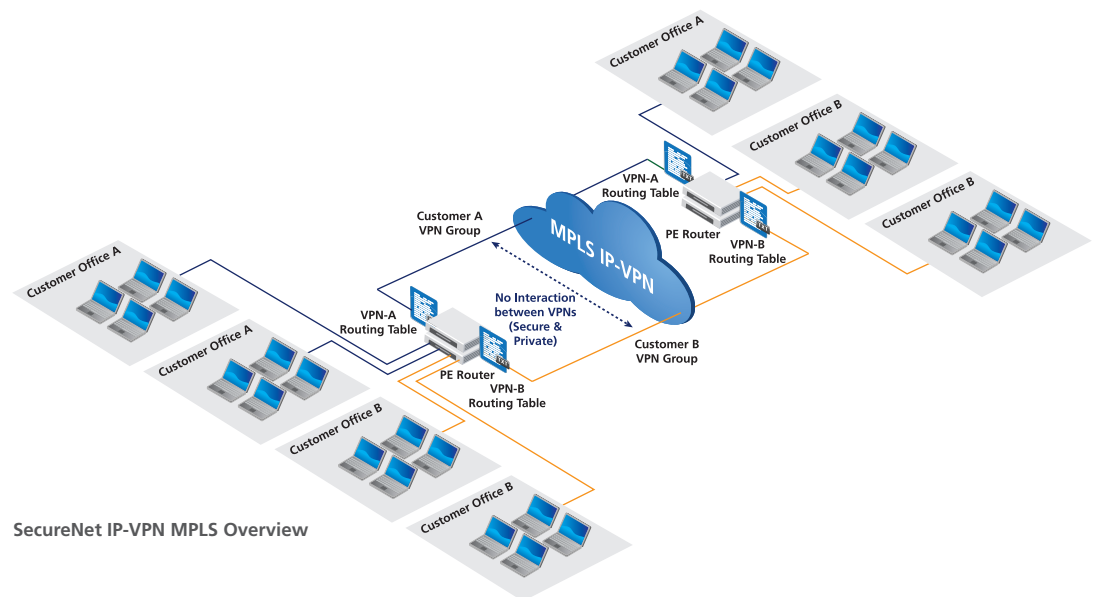 Customer Office A
Customer Office B
Customer Office B
VPN-A
Routing Table
PE Router
VPN-B
Routing Table
Customer A
VPN Group
MPLS IP-VPN
No Interaction
between VPNs
(Secure &
Private)
Customer B
VPN Group
Customer Office A
VPN-A
Routing Table
PE Router
VPN-B
Routing Table
Customer Office A
Customer Office B
Customer Office B
SecureNet IP-VPN MPLS Overview